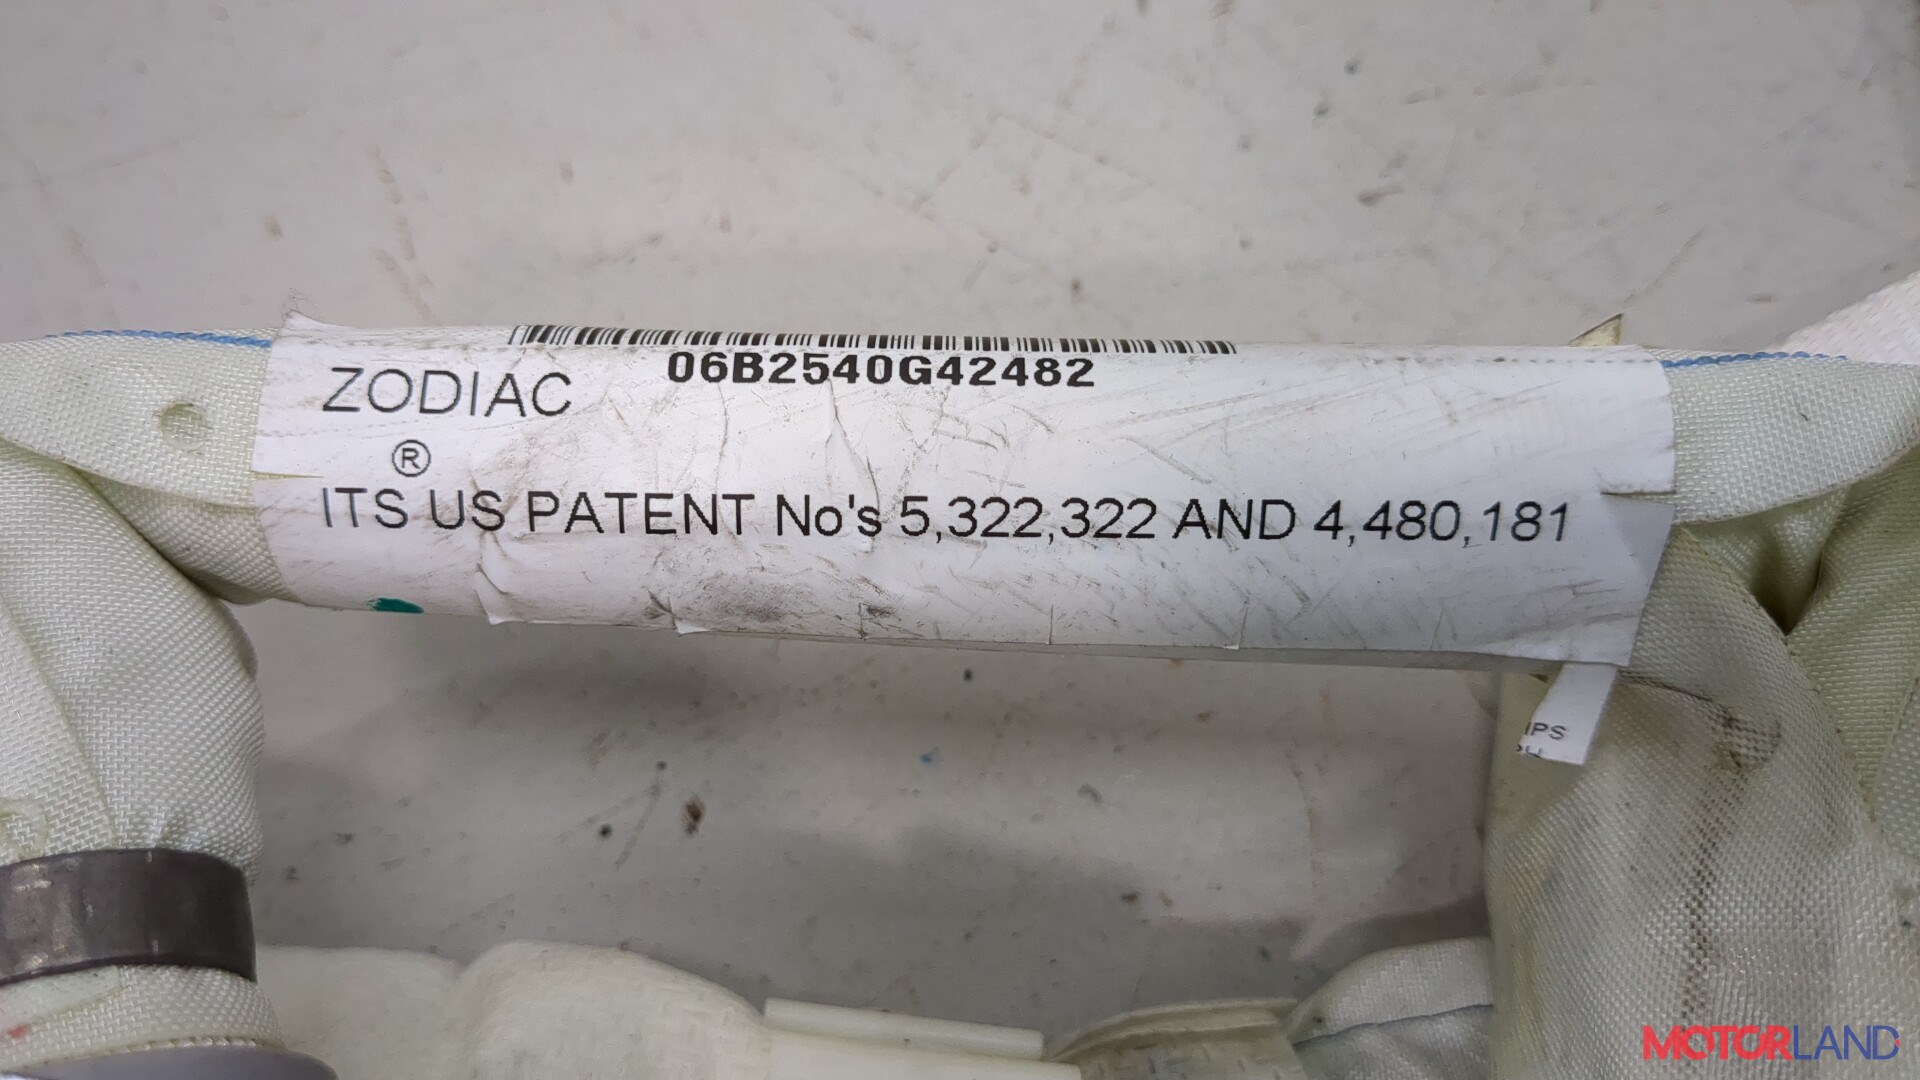 06B2540G42482
ZODIAC
®
ITS US PATENT No's 5,322,322 AND 4,480,181
MOTORLAND